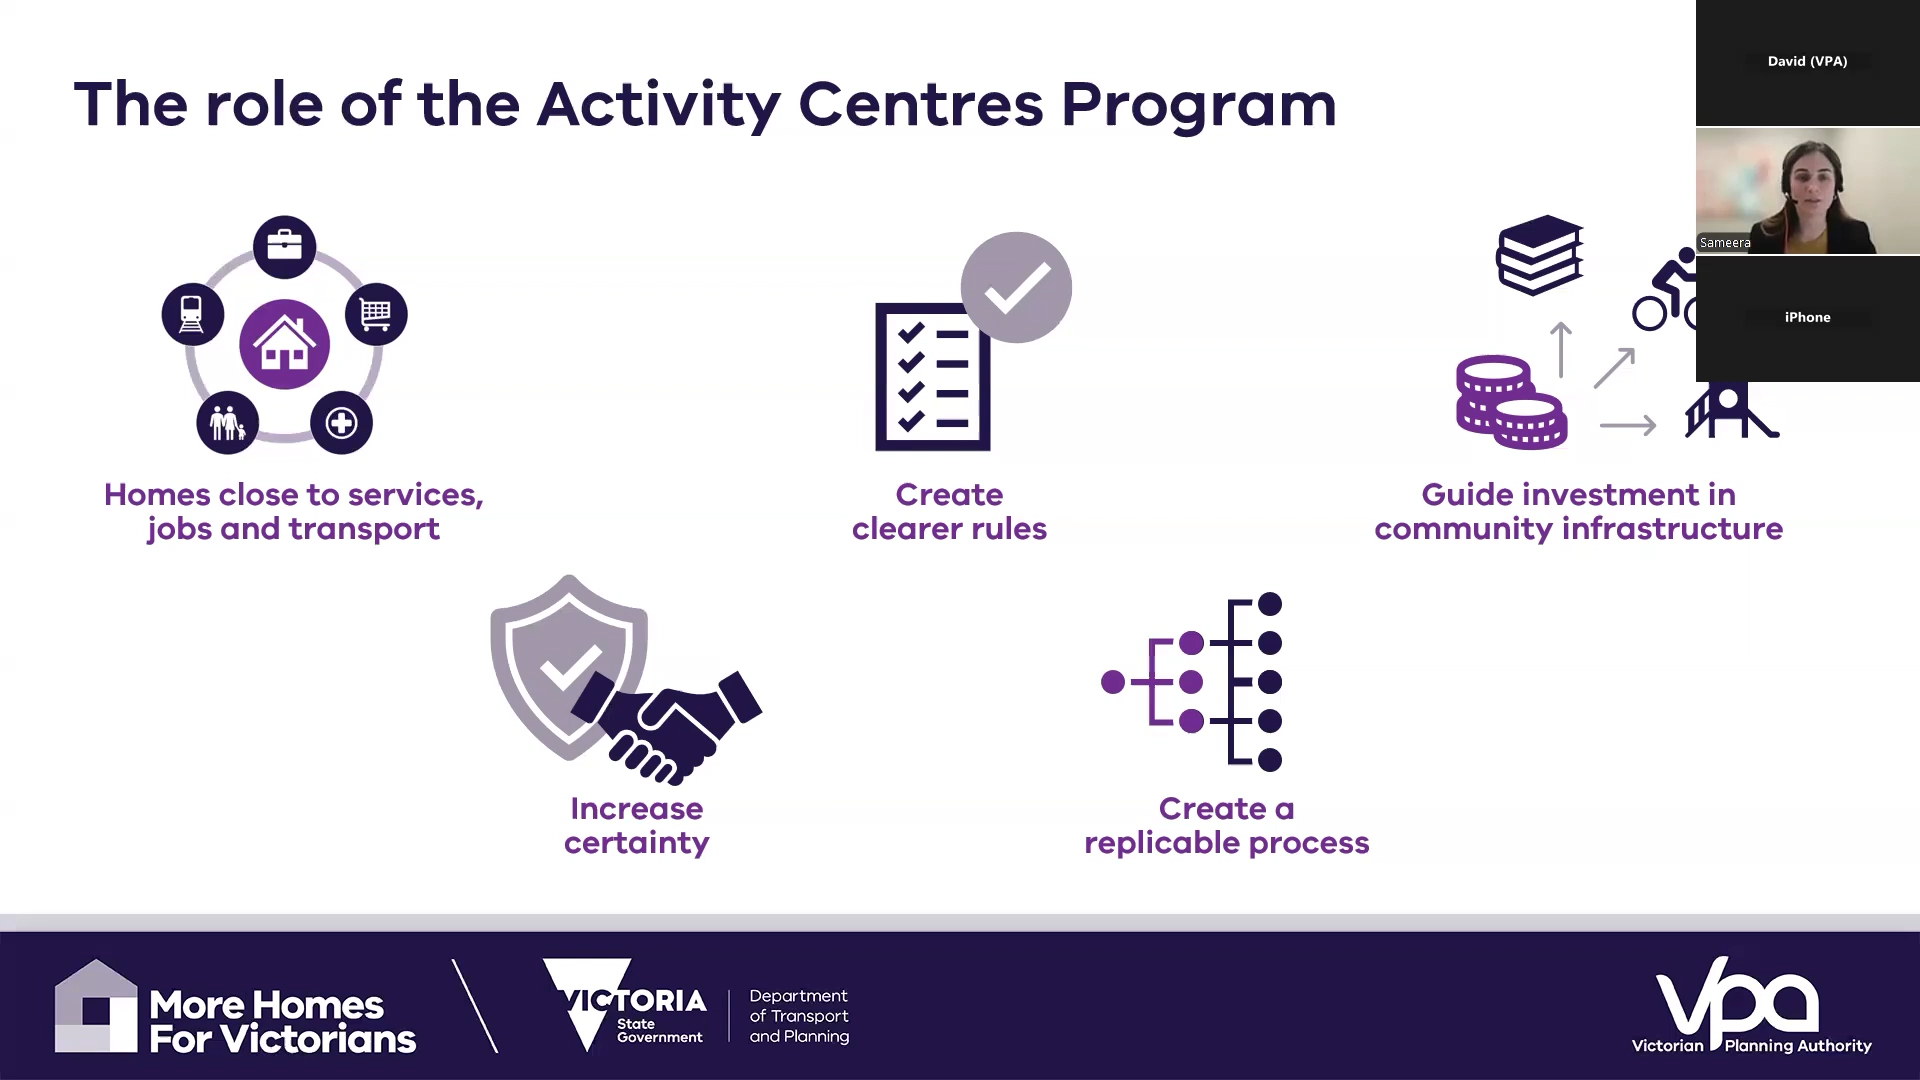 The role of the Activity Centres Program
David (VPA)
Sameera
iPhone
Homes close to services,
jobs and transport
Create
clearer rules
Guide investment in
community infrastructure
Increase
certainty
Create a
replicable process
More Homes
For Victorians
VICTORIA
State
Government
Department
of Transport
and Planning
vpa
Victorian Planning Authority